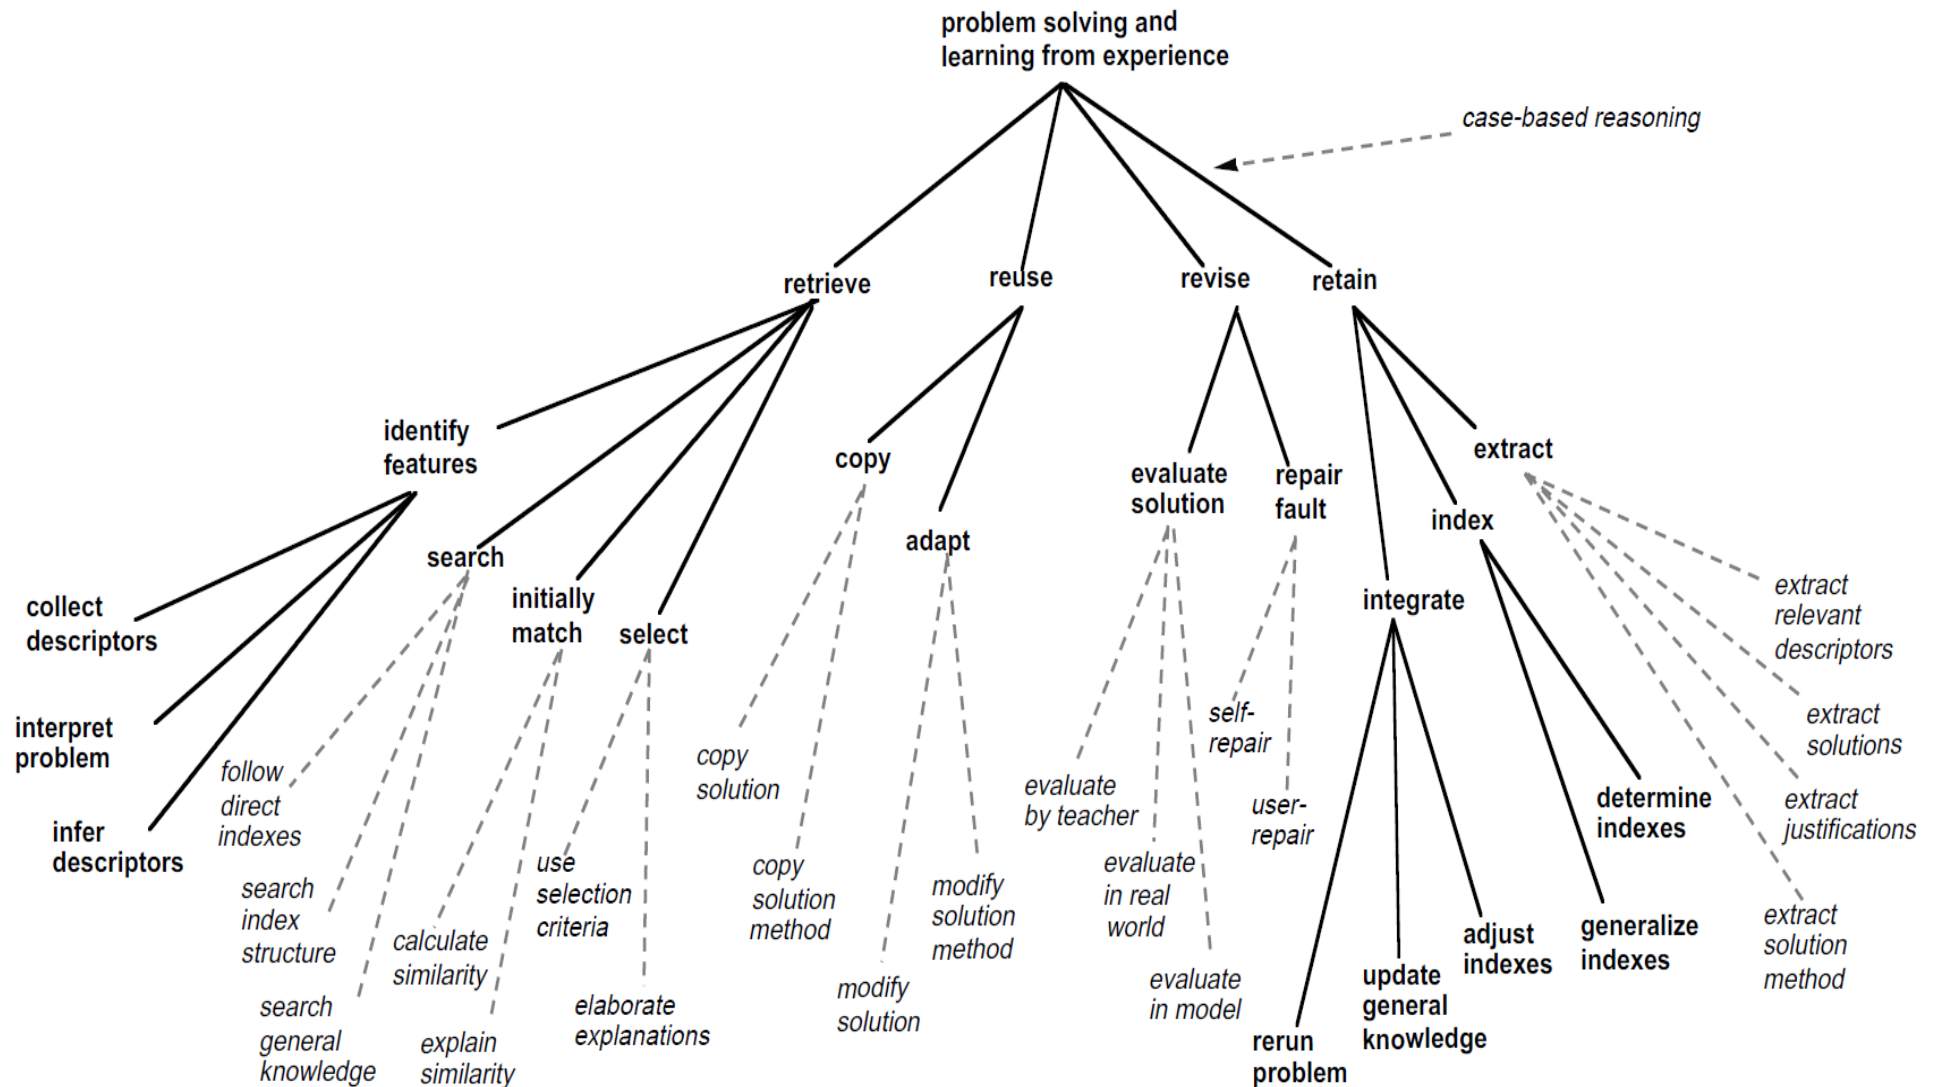 problem solving and
learning from experience
case-based reasoning
retrieve
reuse
revise
retain
identify
features
search
initially
match
select
copy
adapt
evaluate
solution
repair
fault
integrate
index
extract
collect
descriptors
interpret
problem
infer
descriptors
follow
direct
indexes
search
index
structure
search
general
knowledge
calculate
similarity
explain
similarity
use
selection
criteria
elaborate
explanations
copy
solution
copy
solution
method
modify
solution
modify
solution
method
evaluate
by teacher
evaluate
in real
world
evaluate
in model
self-
repair
user-
repair
rerun
problem
update
general
knowledge
adjust
indexes
generalize
indexes
determine
indexes
extract
relevant
descriptors
extract
solutions
extract
justifications
extract
solution
method